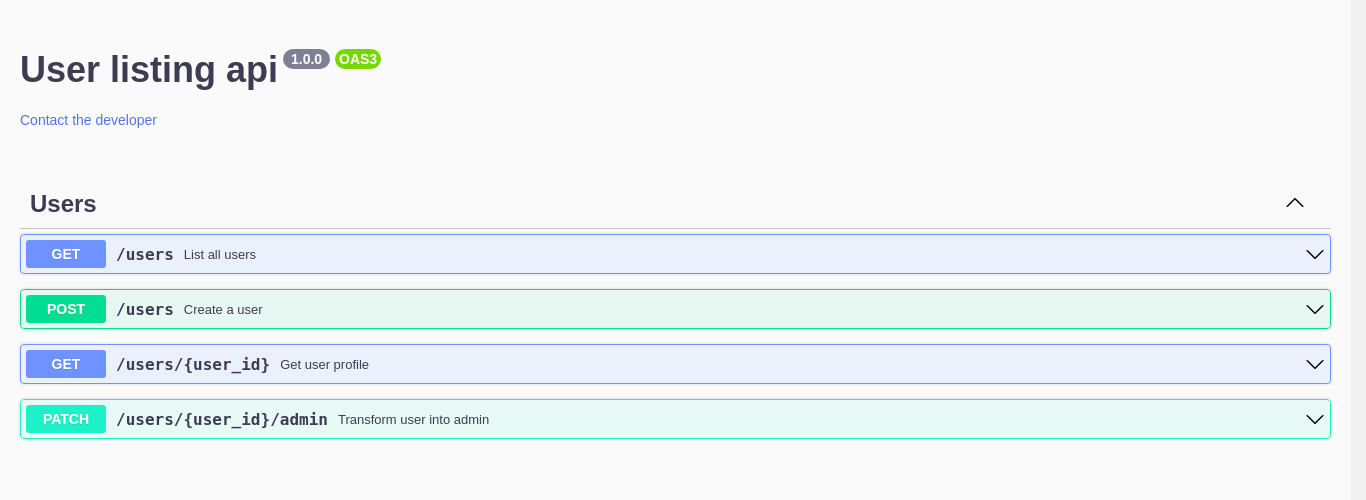 User listing api 1.0.0 OAS3
Contact the developer
Users
GET /users List all users
POST /users Create a user
GET /users/{user_id} Get user profile
PATCH /users/{user_id}/admin Transform user into admin